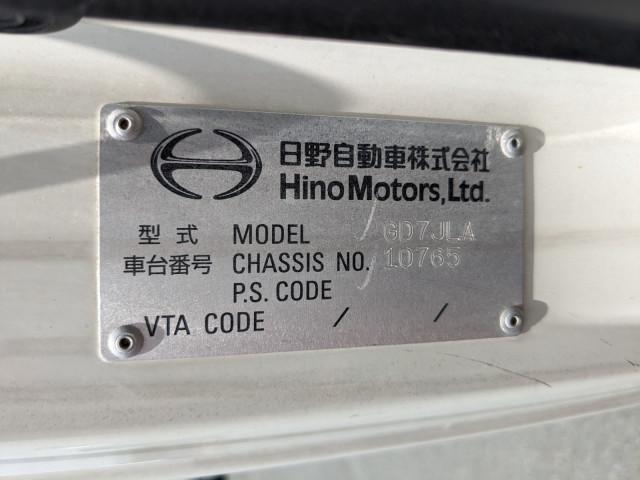 日野自動車株式会社
Hino Motors, Ltd.
型式 MODEL GD7JLA
車台番号 CHASSIS NO. 10765
P.S. CODE
VTA CODE / /